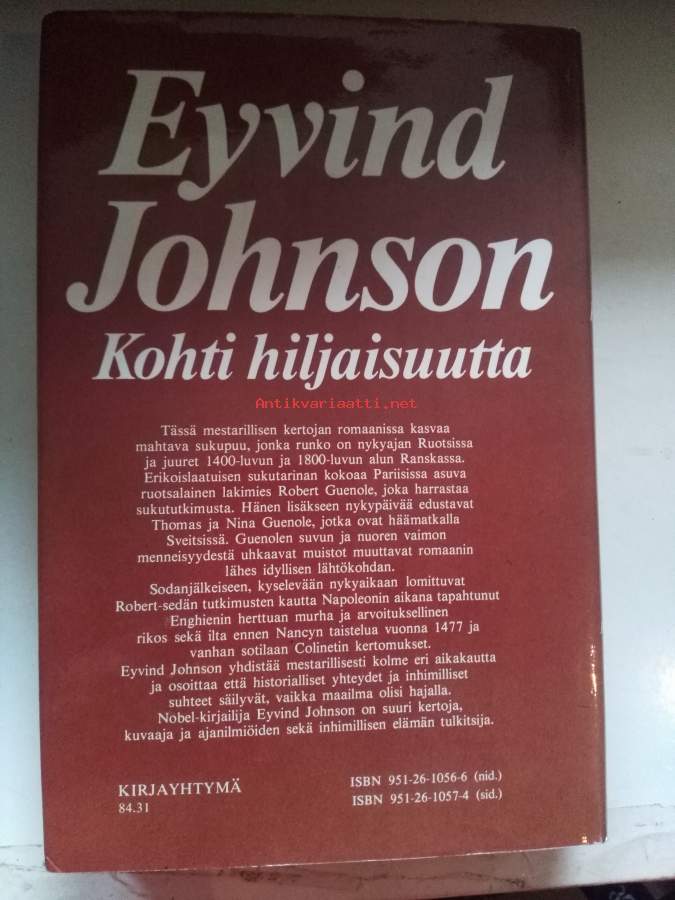 Eyvind
Johnson
Kohti hiljaisuutta
Antikvariaatti.net
Tässä mestarillisen kertojan romaanissa kasvaa
mahtava sukupuu, jonka runko on nykyajan Ruotsissa
ja juuret 1400-luvun ja 1800-luvun alun Ranskassa.
Erikoislaatuisen sukutarinan kokoaa Pariisissa asuva
ruotsalainen lakimies Robert Guenole, joka harrastaa
sukututkimusta. Hänen lisäkseen nykypäivää edustavat
Thomas ja Nina Guenole, jotka ovat häämatkalla
Sveitsissä. Guenolen suvun ja nuoren vaimon
menneisyydestä uhkaavat muistot muuttavat romaanin
lähes idyllisen lähtökohdan.
Sodanjälkeiseen, kyselevään nykyaikaan lomittuvat
Robert-sedän tutkimusten kautta Napoleonin aikana tapahtunut
Enghienin herttuan murha ja arvoituksellinen
rikos sekä ilta ennen Nancyn taistelua vuonna 1477 ja
vanhan sotilaan Colinetin kertomukset.
Eyvind Johnson yhdistää mestarillisesti kolme eri aikakautta
ja osoittaa että historialliset yhteydet ja inhimilliset
suhteet säilyvät, vaikka maailma olisi hajalla.
Nobel-kirjailija Eyvind Johnson on suuri kertoja,
kuvaaja ja ajanilmiöiden sekä inhimillisen elämän tulkitsija.
KIRJAYHTYMÄ
84.31
ISBN 951-26-1056-6 (nid.)
ISBN 951-26-1057-4 (sid.)